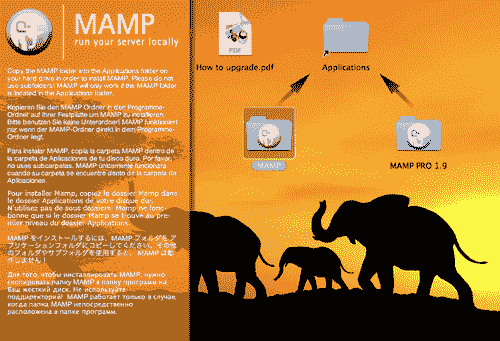 MAMP
run your server locally
Copy the MAMP folder into the Applications folder on
your hard drive in order to install MAMP. Please do not
use subfolders! MAMP will only work if the MAMP folder
is located in the Applications folder.
Kopieren Sie den MAMP Ordner in den Programme-
Ordner auf Ihrer Festplatte um MAMP zu installieren.
Bitte benutzen Sie keine Unterordner! MAMP funktioniert
nur wenn der MAMP-Ordner direkt in dem Programme-
Ordner liegt.
Para instalar MAMP, copia la carpeta MAMP dentro de
la carpeta de Aplicaciones de tu disco duro. Por favor,
no uses subcarpetas. MAMP únicamente funcionará
cuando su carpeta se encuentre dentro de la carpeta de
Aplicaciones.
Pour installer Mamp, copiez le dossier Mamp dans
le dossier Applications de votre disque dur.
N'utilisez pas de sous dossiers. Mamp ne fonc-
tionne que si le dossier Mamp se trouve au pre-
mier niveau du dossier Applications.
MAMP をインストールするには、MAMP フォルダを ア
プリケーションフォルダにコピーしてください。その他
のフォルダやサブフォルダを使用すると、 MAMP は動
作しません！
Для того, чтобы инсталлировать MAMP, нужно
скопировать папку MAMP в папку программ на
Ваш жесткий диск. Не используйте
поддиректорий! MAMP работает только в случае,
когда папка MAMP непосредственно
расположена в папке программ.
PDF
How to upgrade.pdf
Applications
MAMP
MAMP PRO 1.9